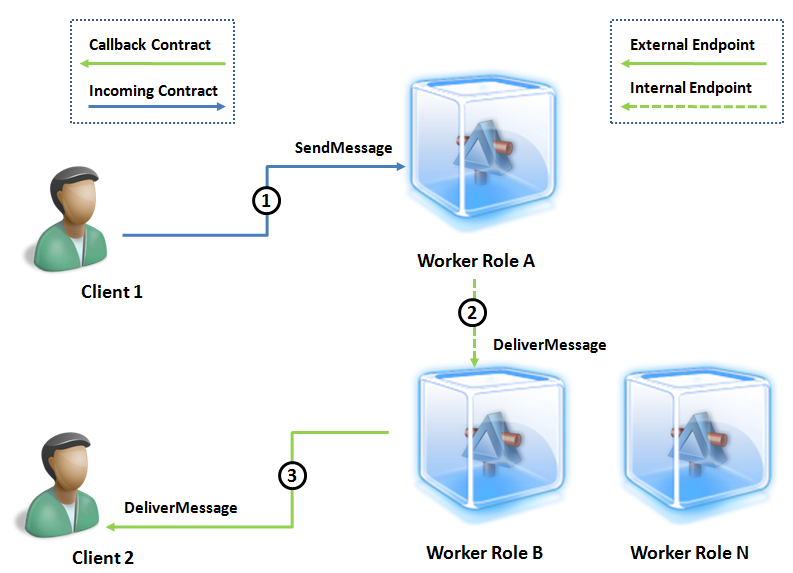 Callback Contract
External Endpoint
Incoming Contract
Internal Endpoint
SendMessage
1
Worker Role A
Client 1
2
DeliverMessage
3
DeliverMessage
Client 2
Worker Role B
Worker Role N